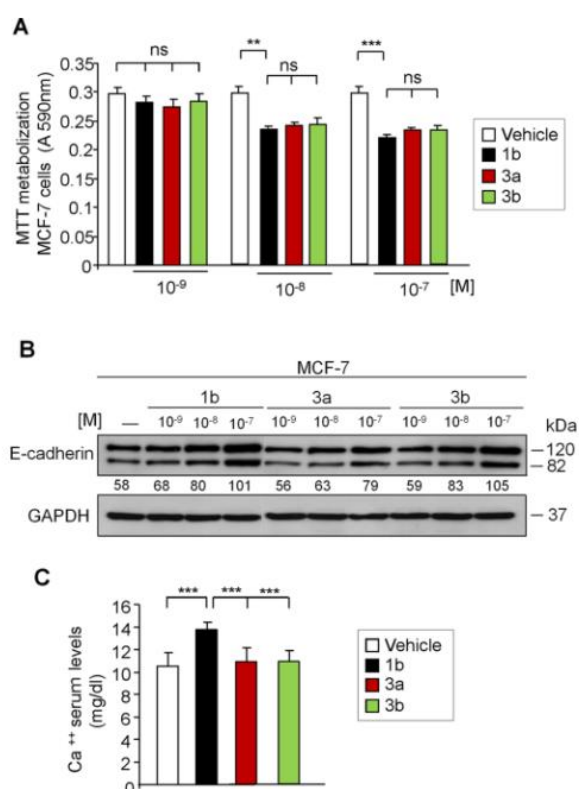 A
MTT metabolization
MCF-7 cells (A 590nm)
0.35
0.3
0.25
0.2
0.15
0.1
0.05
0
ns
**
ns
***
ns
10-9
10-8
10-7
[M]
Vehicle
1b
3a
3b
B
MCF-7
1b 3a 3b
[M] — 10-9 10-8 10-7 10-9 10-8 10-7 10-9 10-8 10-7 kDa
E-cadherin
120
82
58 68 80 101 56 63 79 59 83 105
GAPDH
37
C
Ca ++ serum levels
(mg/dl)
16
14
12
10
8
6
4
2
0
*** *** ***
Vehicle
1b
3a
3b